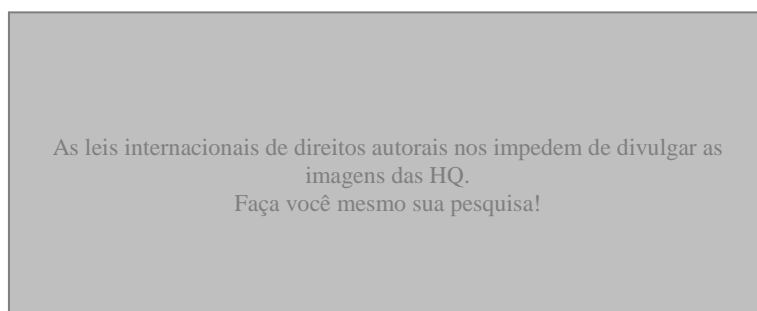 As leis internacionais de direitos autorais nos impedem de divulgar as
imagens das HQ.
Faça você mesmo sua pesquisa!